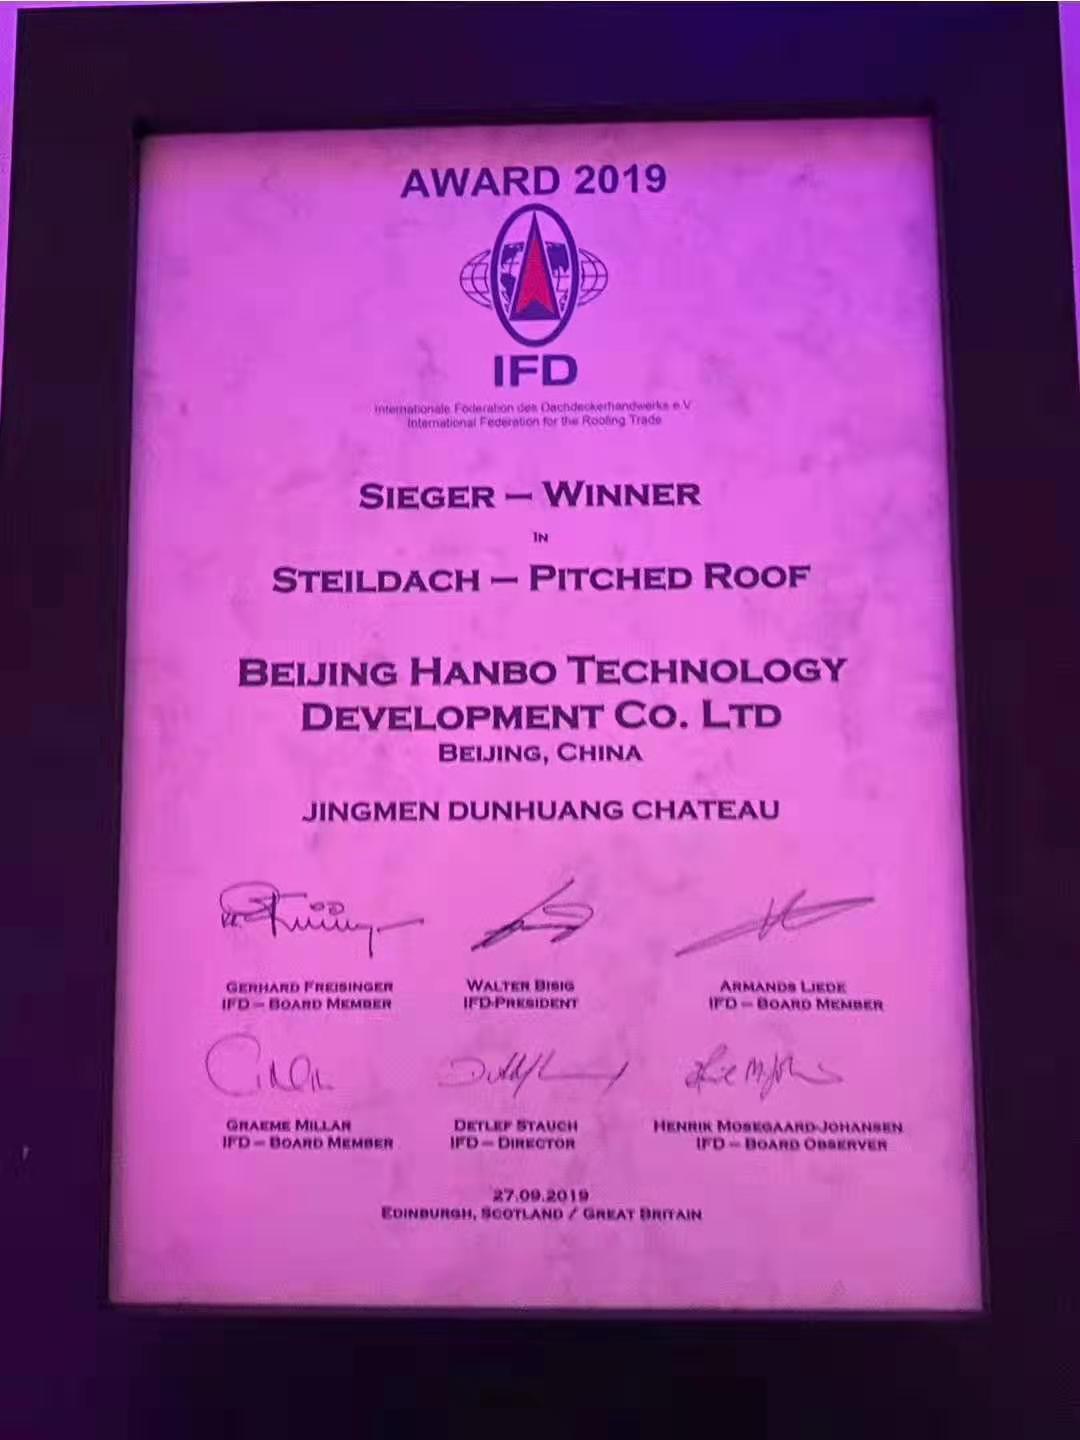 AWARD 2019
IFD
Internationale Föderation des Dachdeckerhandwerks e.V
International Federation for the Roofing Trade
SIEGER – WINNER
IN
STEILDACH – PITCHED ROOF
BEIJING HANBO TECHNOLOGY
DEVELOPMENT CO. LTD
BEIJING, CHINA
JINGMEN DUNHUANG CHATEAU
GERHARD FREISINGER WALTER BISIG ARMANDS LIEDE
IFD – BOARD MEMBER IFD-PRESIDENT IFD – BOARD MEMBER
GRAEME MILLAR DETLEF STAUCH HENRIK MOSEGAARD-JOHANSEN
IFD – BOARD MEMBER IFD – DIRECTOR IFD – BOARD OBSERVER
27.09.2019
EDINBURGH, SCOTLAND / GREAT BRITAIN